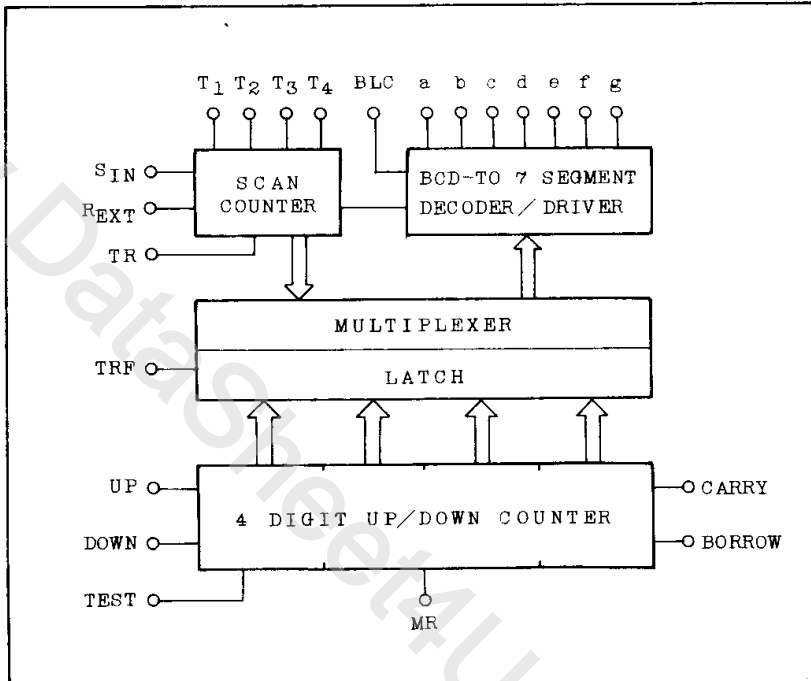 T1 T2 T3 T4 BLC a b c d e f g
SIN
REXT
TR
SCAN
COUNTER
BCD-TO 7 SEGMENT
DECODER/DRIVER
MULTIPLEXER
TRF
LATCH
UP
DOWN
TEST
4 DIGIT UP/DOWN COUNTER
CARRY
BORROW
MR
DataSheet4U